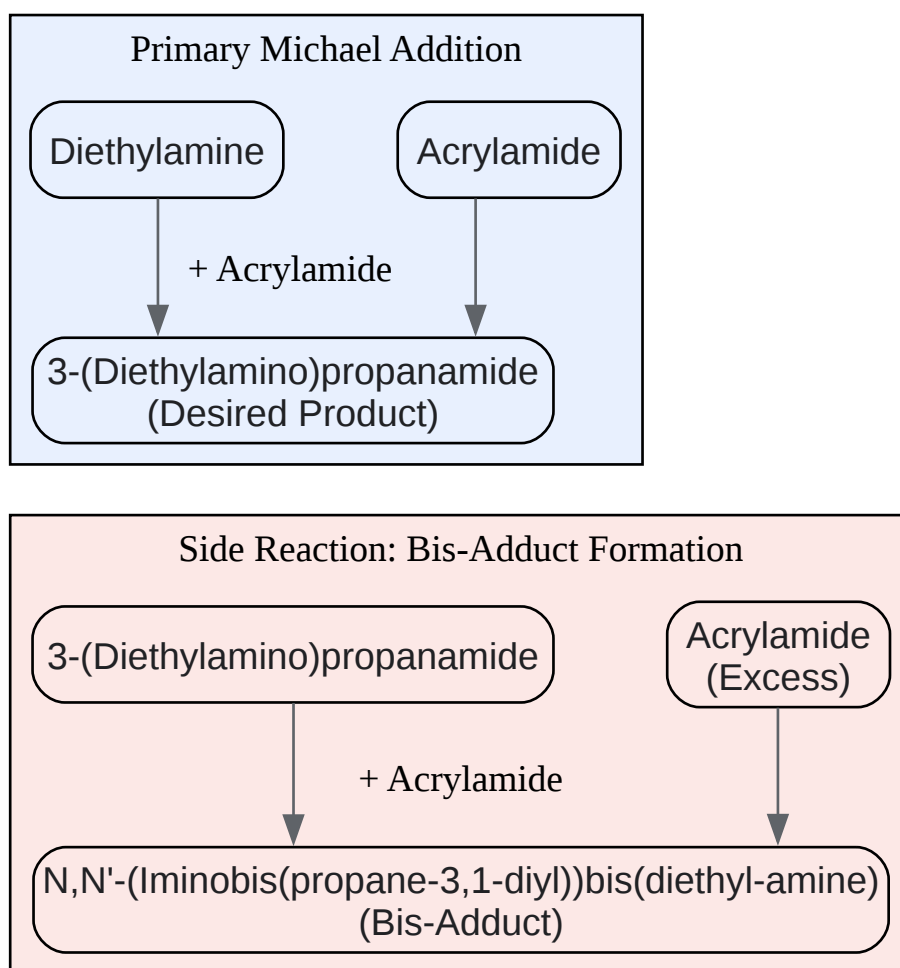 Primary Michael Addition
Diethylamine
Acrylamide
+ Acrylamide
3-(Diethylamino)propanamide
(Desired Product)
Side Reaction: Bis-Adduct Formation
3-(Diethylamino)propanamide
Acrylamide
(Excess)
+ Acrylamide
N,N'-(Iminobis(propane-3,1-diyl))bis(diethyl-amine)
(Bis-Adduct)